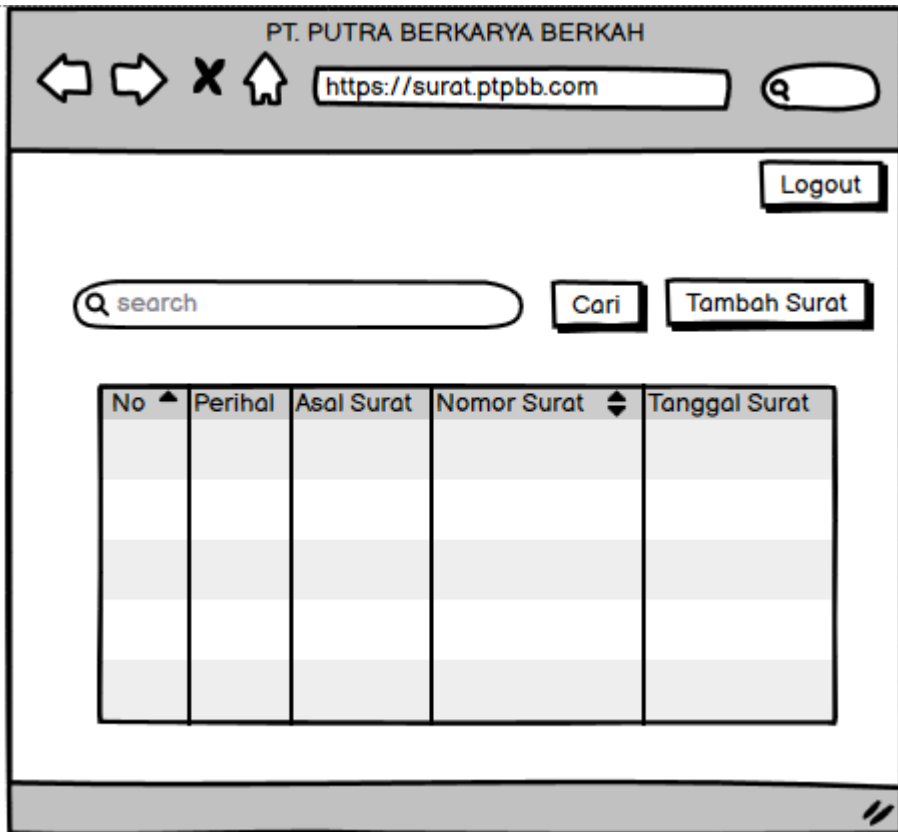 PT. PUTRA BERKARYA BERKAH
https://surat.ptpbb.com
Logout
search Cari Tambah Surat
No Perihal Asal Surat Nomor Surat Tanggal Surat